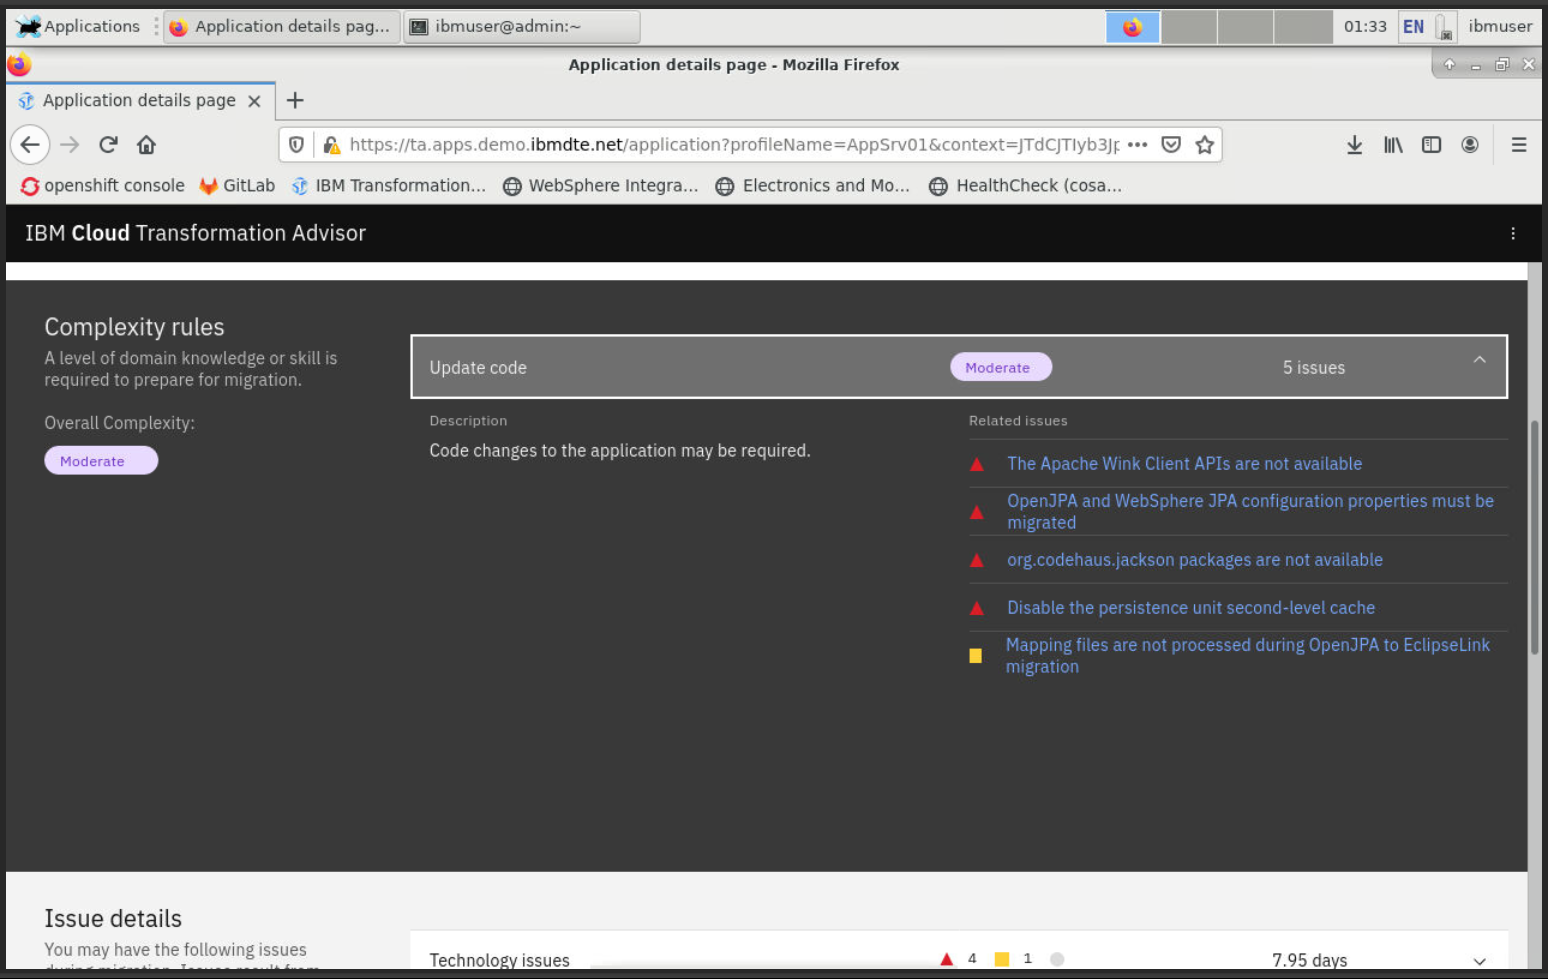 Applications
Application details pag...
ibmuser@admin:~
01:33
EN
ibmuser
Application details page - Mozilla Firefox
Application details page
https://ta.apps.demo.ibmdte.net/application?profileName=AppSrv01&context=JTdCJTIyb3Jp
openshift console
GitLab
IBM Transformation...
WebSphere Integra...
Electronics and Mo...
HealthCheck (cosa...
IBM Cloud Transformation Advisor
Complexity rules
A level of domain knowledge or skill is
required to prepare for migration.
Overall Complexity:
Moderate
Update code
Moderate
5 issues
Description
Code changes to the application may be required.
Related issues
The Apache Wink Client APIs are not available
OpenJPA and WebSphere JPA configuration properties must be
migrated
org.codehaus.jackson packages are not available
Disable the persistence unit second-level cache
Mapping files are not processed during OpenJPA to EclipseLink
migration
Issue details
You may have the following issues
during migration. Issues result from
Technology issues
4
1
7.95 days